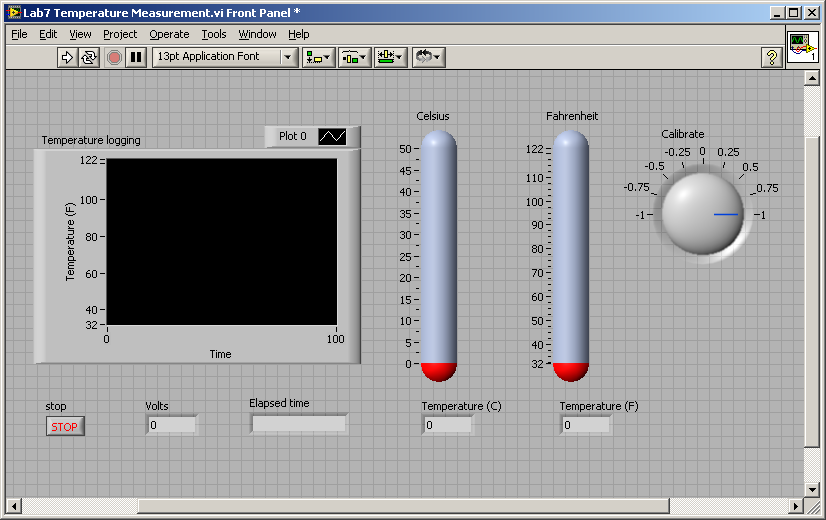 Lab7 Temperature Measurement.vi Front Panel *
File Edit View Project Operate Tools Window Help
13pt Application Font
?
1
Temperature logging
Plot 0
Temperature (F)
122
100
80
60
40
32
0
100
Time
Celsius
50
45
40
35
30
25
20
15
10
5
0
Fahrenheit
122
110
100
90
80
70
60
50
40
32
Calibrate
-1
-0.75
-0.5
-0.25
0
0.25
0.5
0.75
1
stop
STOP
Volts
0
Elapsed time
Temperature (C)
0
Temperature (F)
0